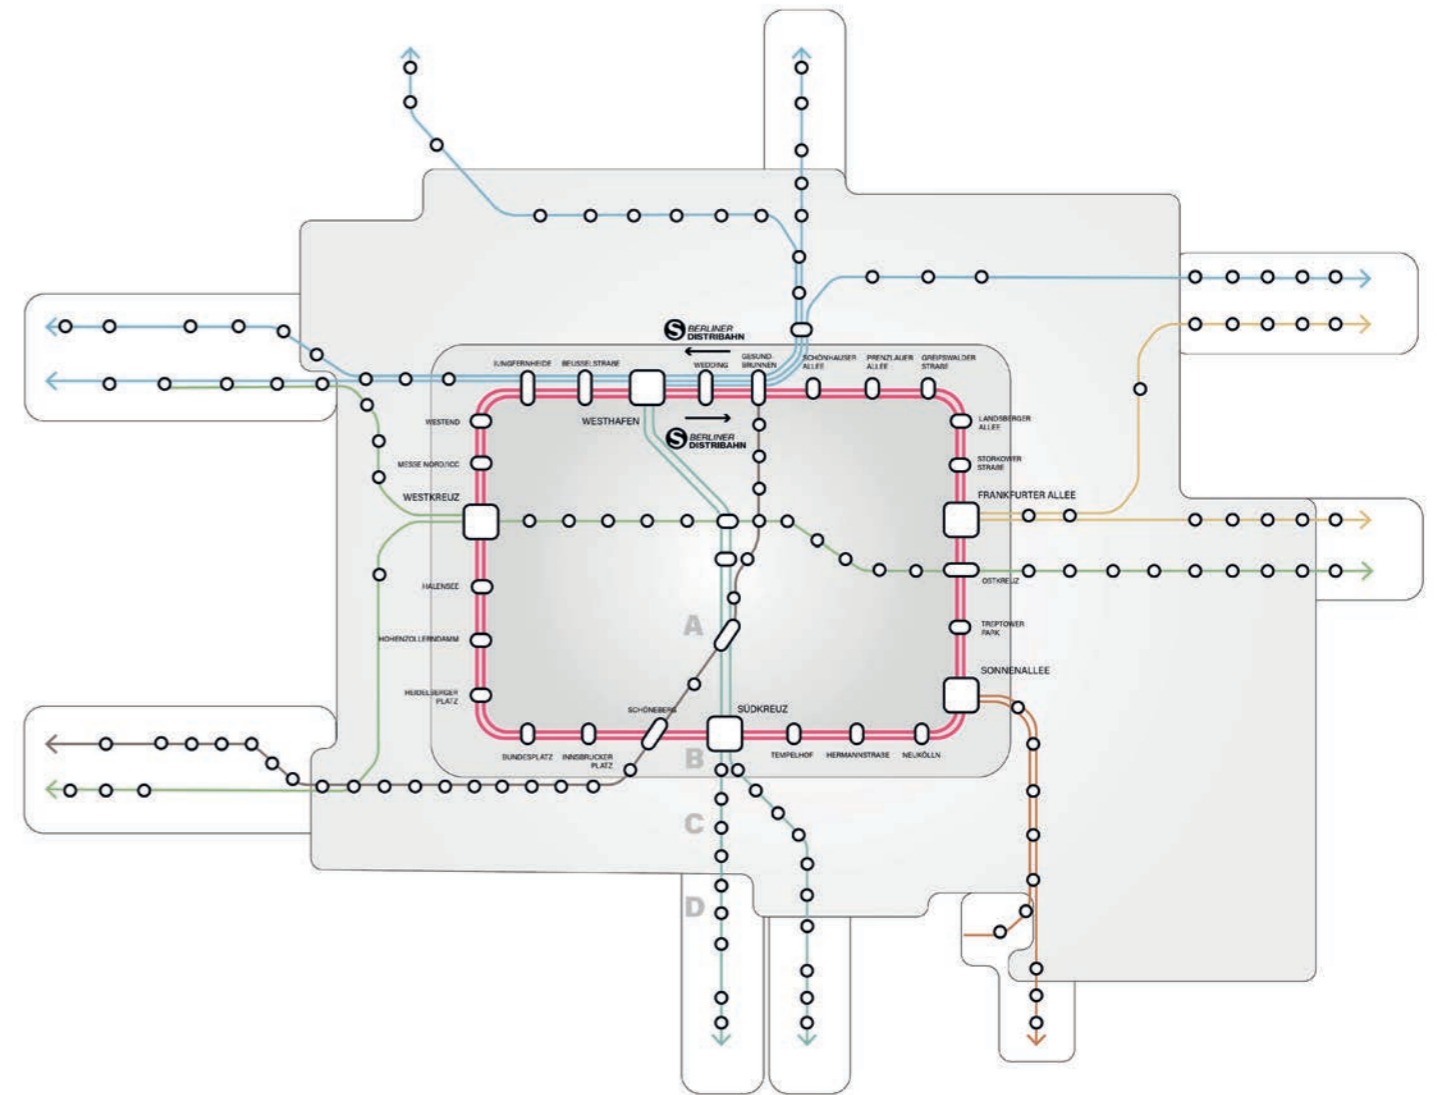 S BERLINER
DISTRIBAHN
JUNGFERNHEIDE
BEUSSELSTRAßE
WEDDING
GESUND-
BRUNNEN
SCHÖNHAUSER
ALLEE
PRENZLAUER
ALLEE
GREIFSWALDER
STRAßE
WESTEND
WESTHAFEN
S BERLINER
DISTRIBAHN
LANDSBERGER
ALLEE
MESSE NORD/ICC
STORKOWER
STRAßE
WESTKREUZ
FRANKFURTER ALLEE
HALENSEE
OSTKREUZ
A
TREPTOWER
PARK
HOHENZOLLERNDAMM
SONNENALLEE
HEIDELBERGER
PLATZ
SCHÖNEBERG
SÜDKREUZ
BUNDESPLATZ
INNSBRUCKER
PLATZ
TEMPELHOF
HERMANNSTRAßE
NEUKÖLLN
B
C
D